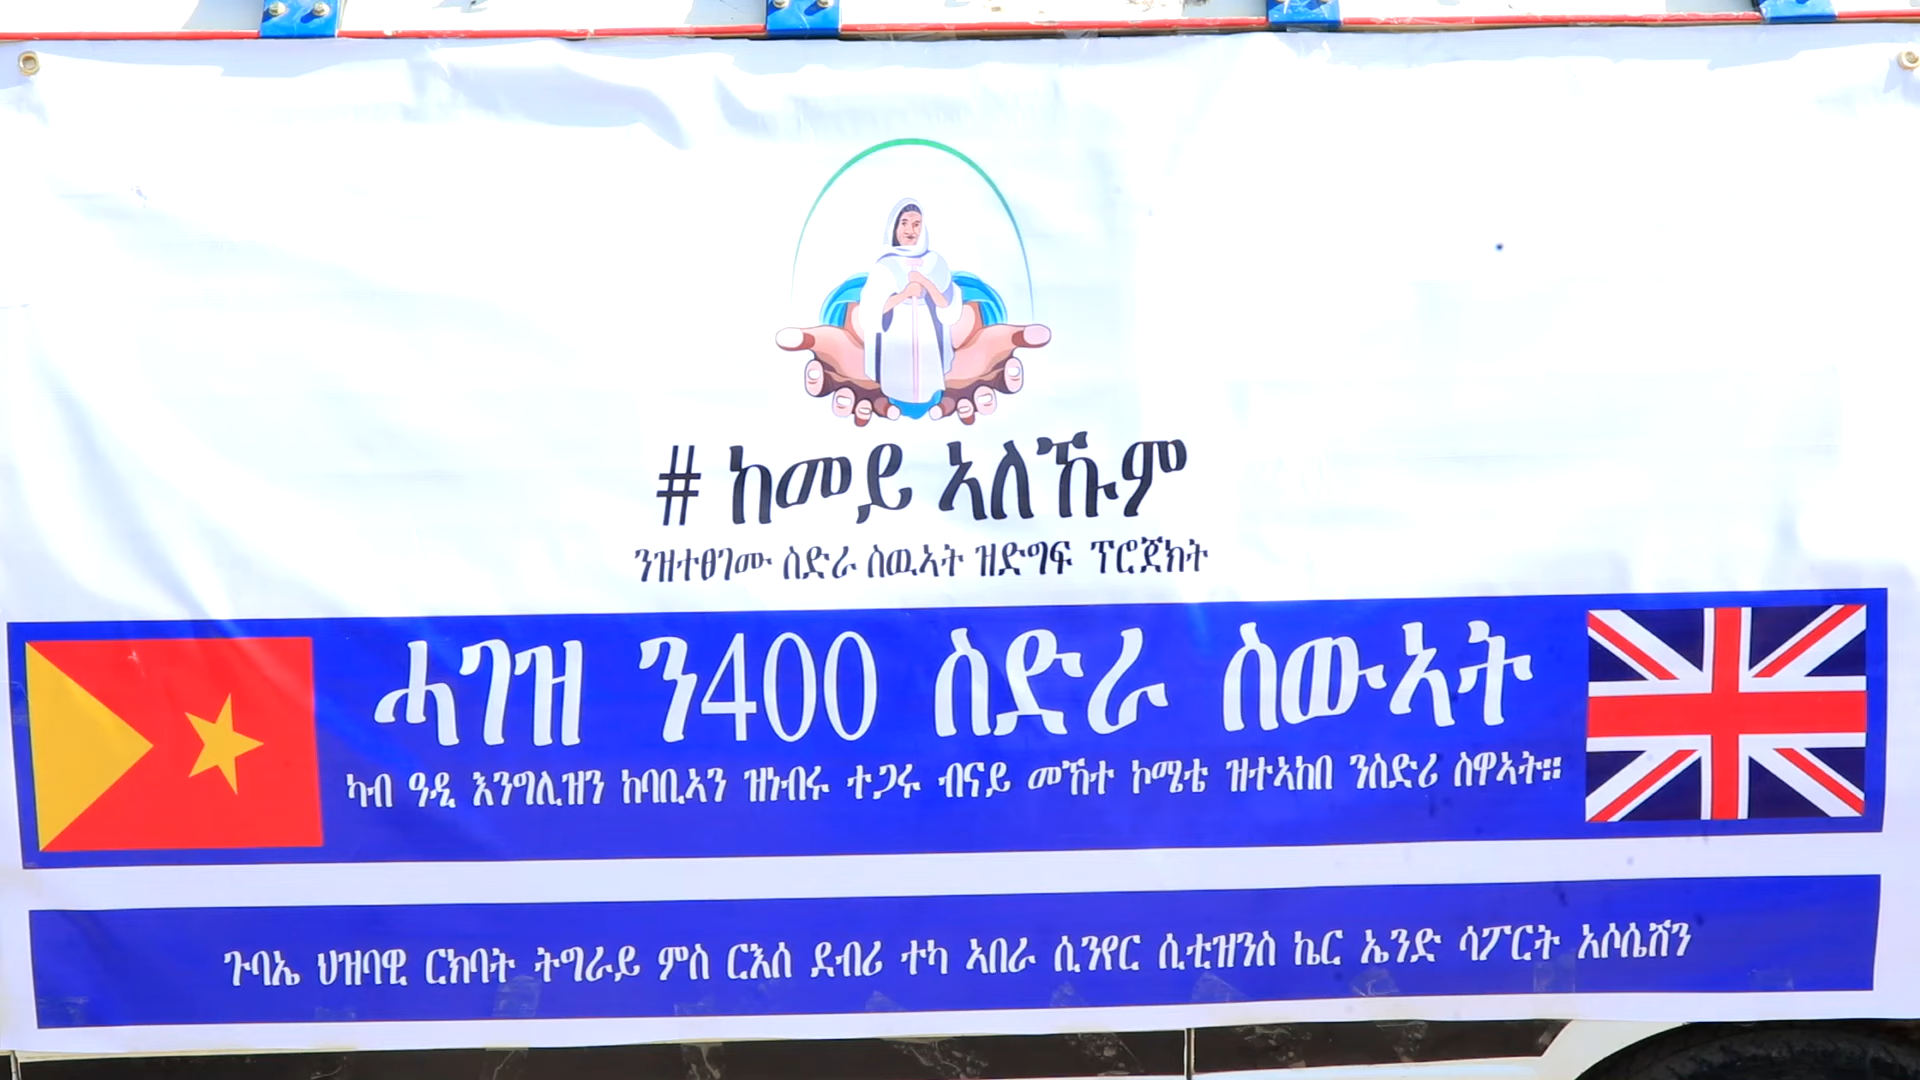 # ከመይ ኣለኹም
ንዝተፀገሙ ስድራ ስዉኣት ዝድግፍ ፕሮጀክት
ሓገዝ ን400 ስድራ ስውኣት
ካብ ዓዲ እንግሊዝን ከባቢኣን ዝነብሩ ተጋሩ ብናይ መኸተ ኮሚቴ ዝተኣከበ ንስድሪ ስዋኣት።
ጉባኤ ህዝባዊ ርክባት ትግራይ ምስ ርእሰ ደብሪ ተካ ኣበራ ሲንየር ሲቲዝንስ ኬር ኤንድ ሳፖርት አሶሴሸን